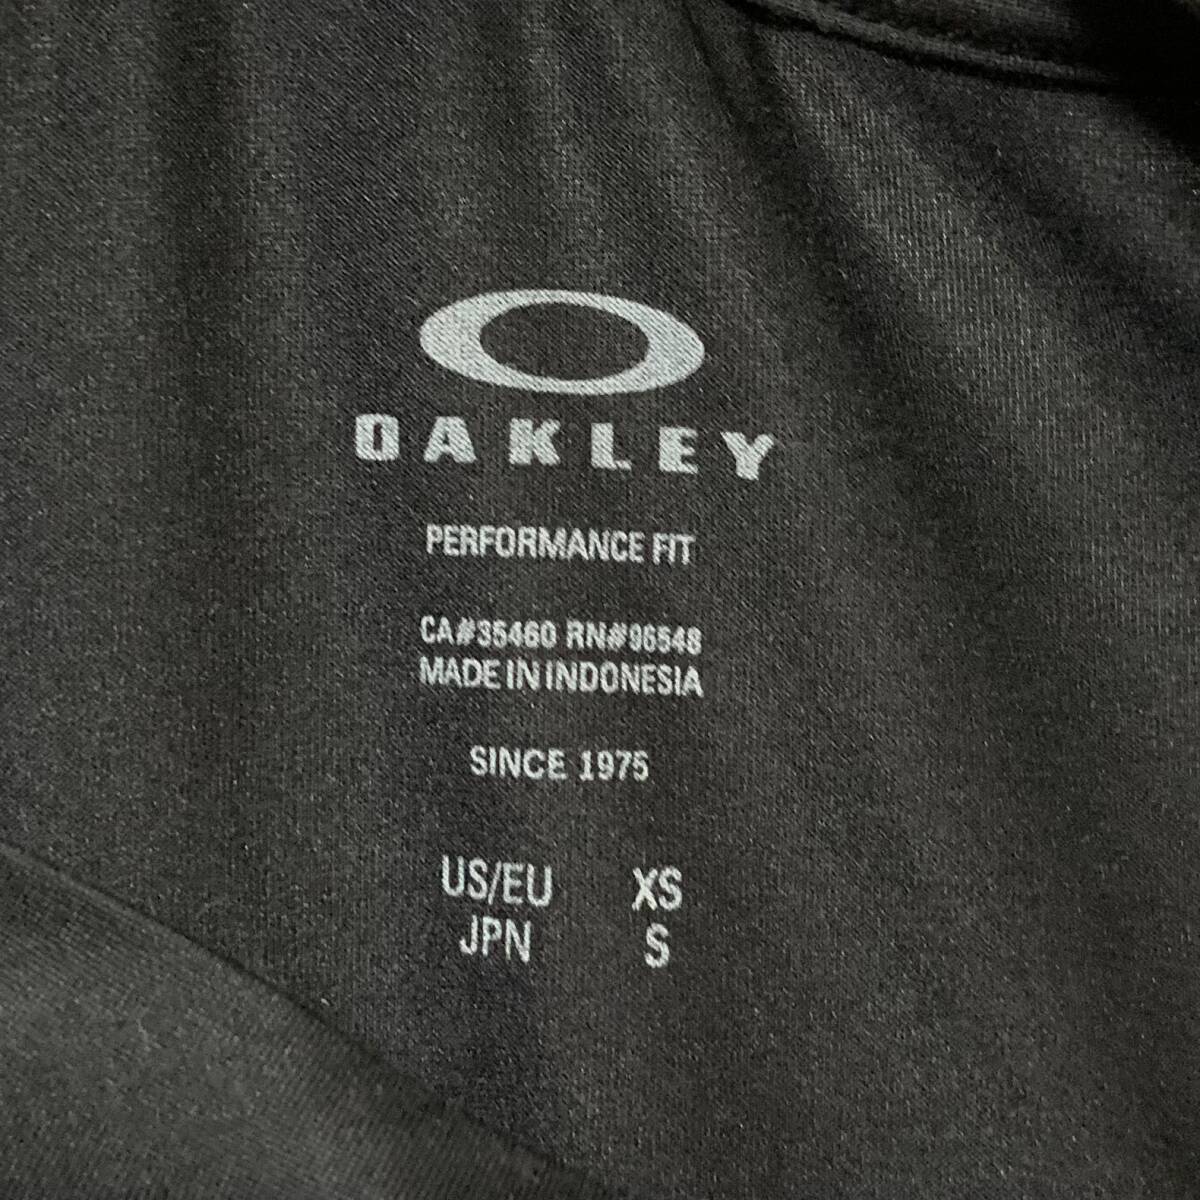 OAKLEY
PERFORMANCE FIT
CA#35460 RN#96548
MADE IN INDONESIA
SINCE 1975
US/EU XS
JPN S